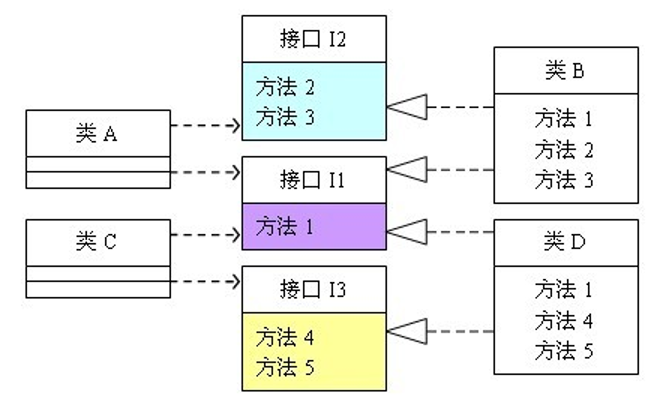 接口 I2
方法 2
方法 3
类 A
类 B
方法 1
方法 2
方法 3
接口 I1
方法 1
类 C
类 D
方法 1
方法 4
方法 5
接口 I3
方法 4
方法 5